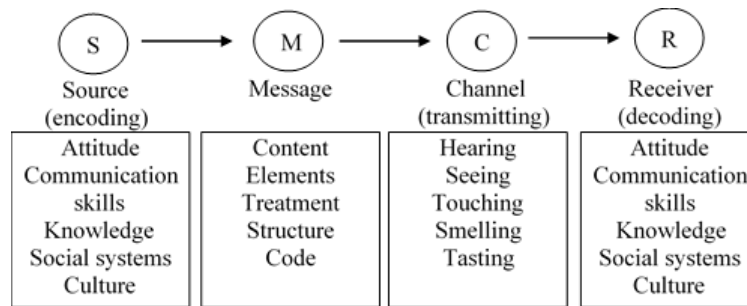 S
M
C
R
Source
(encoding)
Message
Channel
(transmitting)
Receiver
(decoding)
Attitude
Communication
skills
Knowledge
Social systems
Culture
Content
Elements
Treatment
Structure
Code
Hearing
Seeing
Touching
Smelling
Tasting
Attitude
Communication
skills
Knowledge
Social systems
Culture